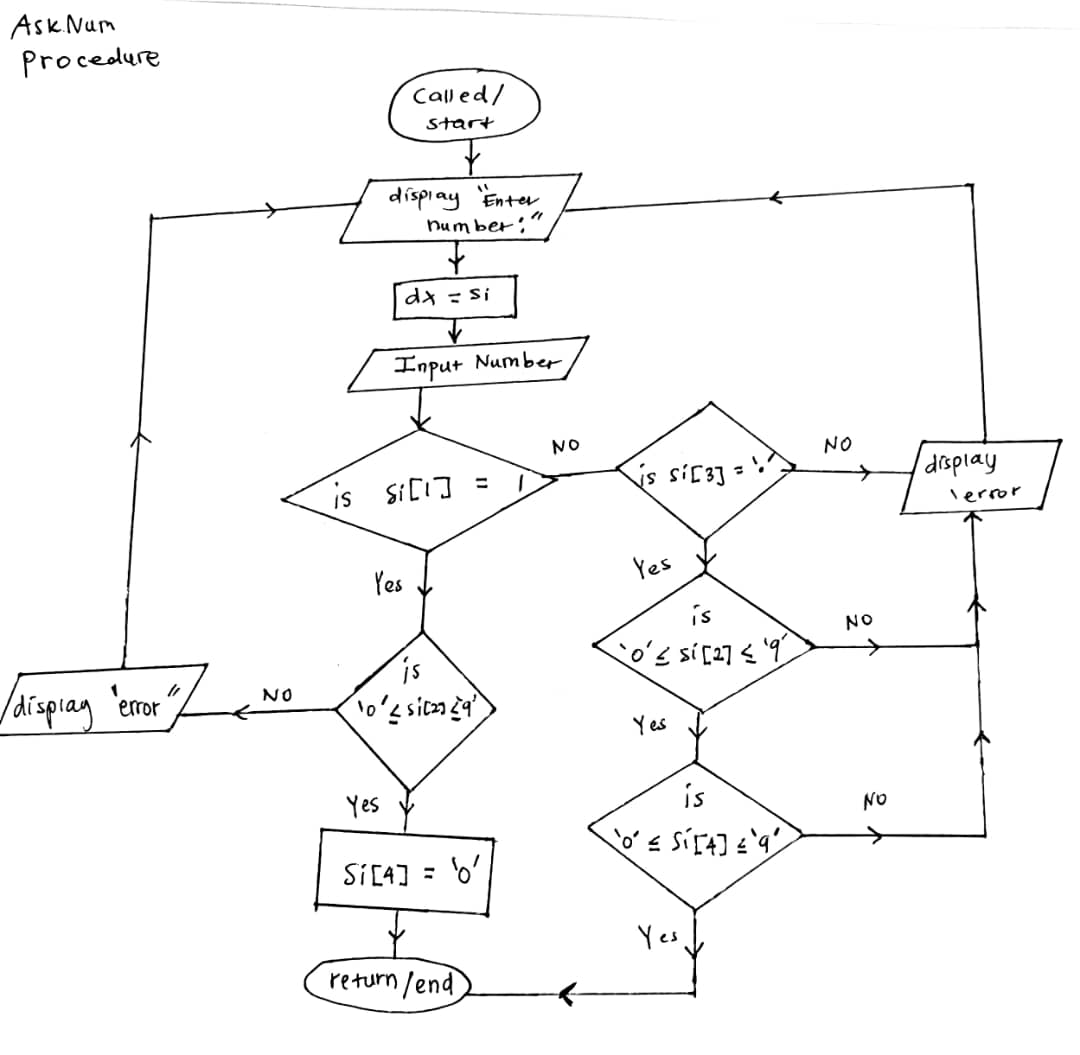 Ask.Num
Procedure
Called/
start
display "Enter
number:"
dx = si
Input Number
is si[1] = 1
NO
is si[3] = '.'
NO
display
'error
Yes
Yes
is
'0' ≤ si[2] ≤ '9'
NO
is
'0' ≤ si[2] ≤ '9'
NO
display 'error"
Yes
Yes
is
'0' ≤ si[4] ≤ '9'
NO
si[4] = '0'
Yes
return/end